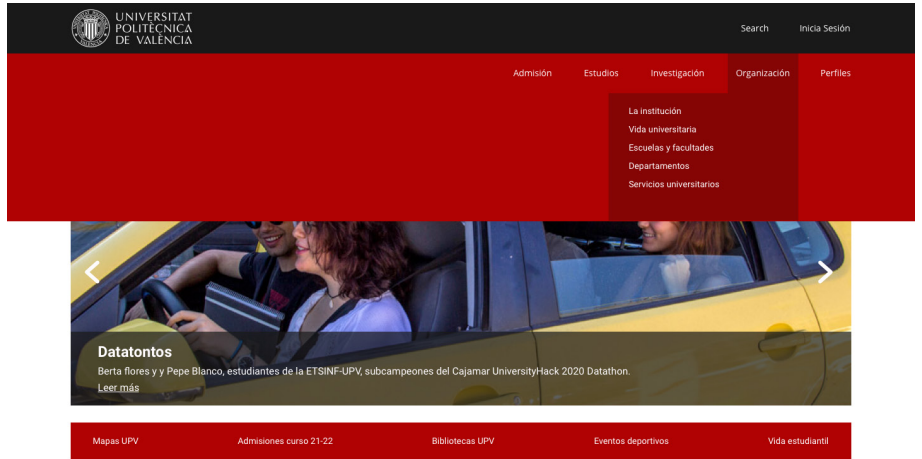 UNIVERSITAT
POLITÈCNICA
DE VALÈNCIA
Search Inicia Sesión
Admisión Estudios Investigación Organización Perfiles
La institución
Vida universitaria
Escuelas y facultades
Departamentos
Servicios universitarios
Datatontos
Berta flores y y Pepe Blanco, estudiantes de la ETSINF-UPV, subcampeones del Cajamar UniversityHack 2020 Datathon.
Leer más
Mapas UPV Admisiones curso 21-22 Bibliotecas UPV Eventos deportivos Vida estudiantil